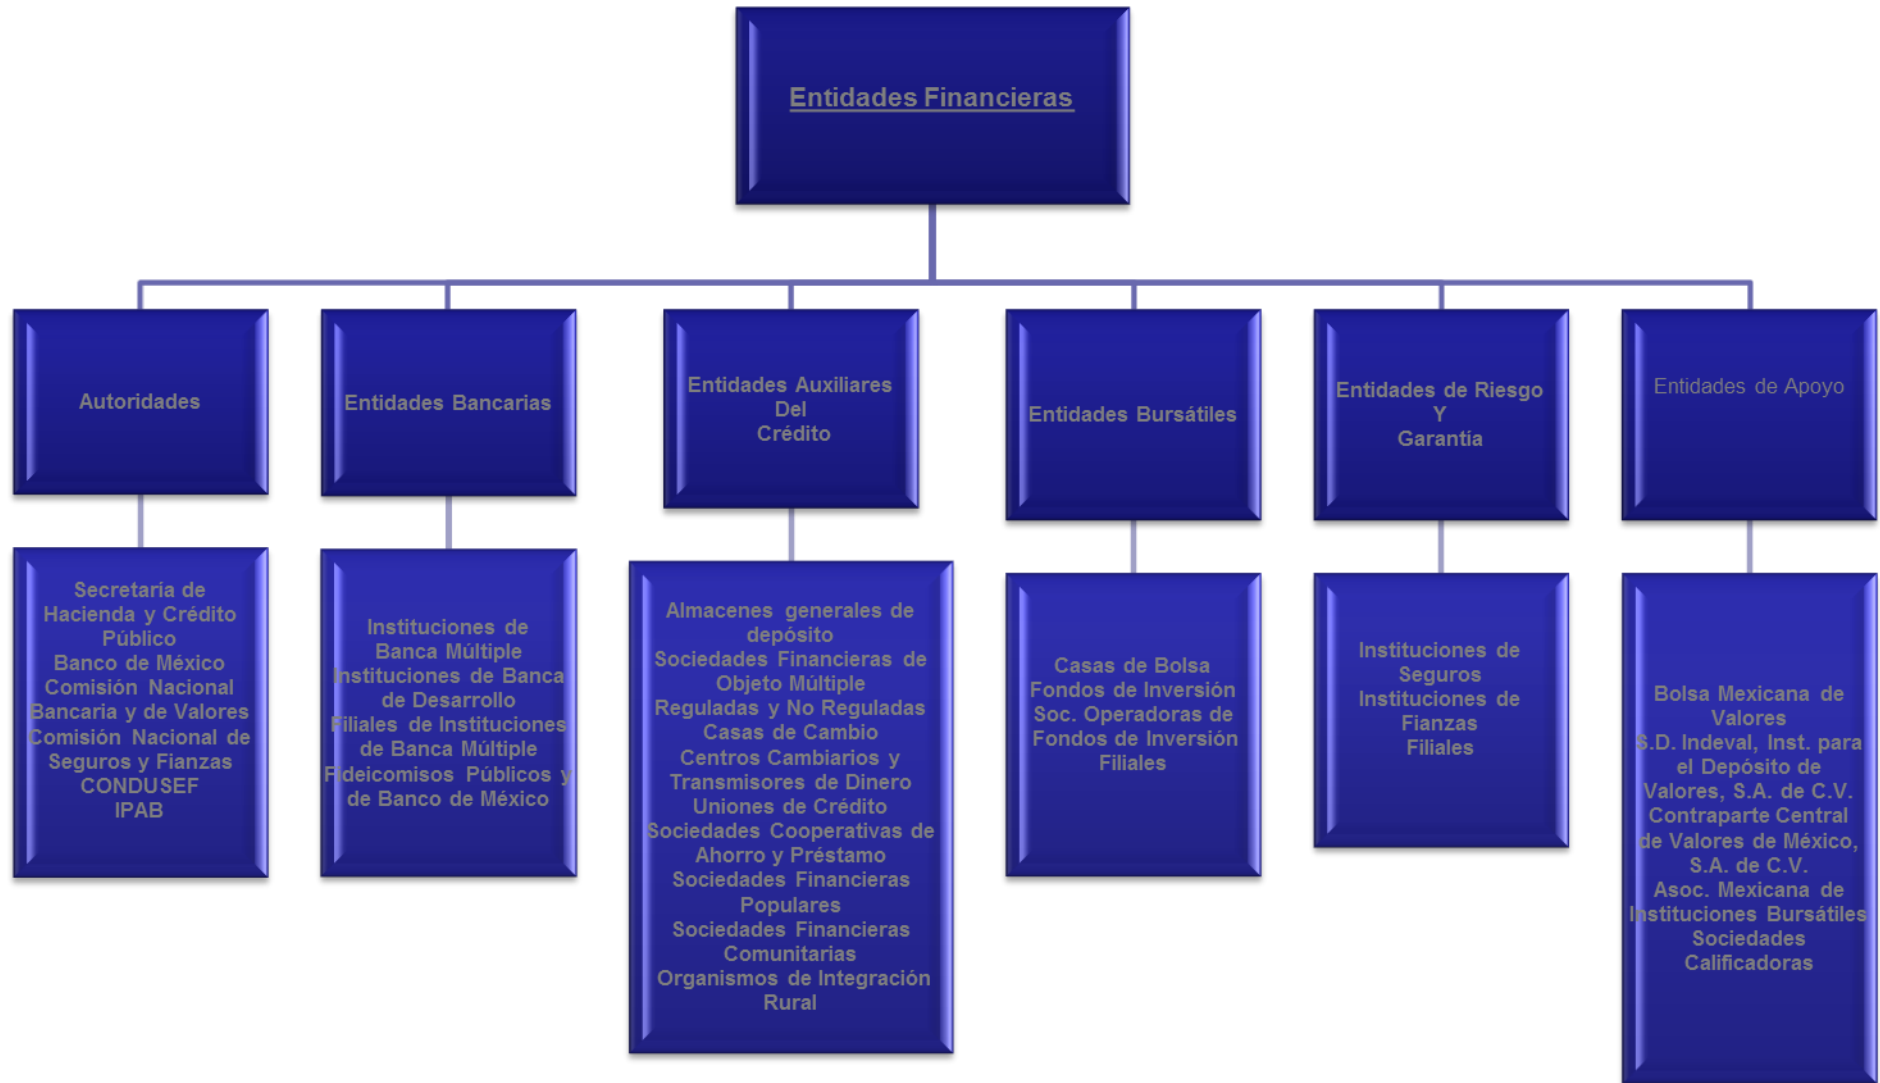 Entidades Financieras
Autoridades
Entidades Bancarias
Entidades Auxiliares
Del
Crédito
Entidades Bursátiles
Entidades de Riesgo
Y
Garantía
Entidades de Apoyo
Secretaría de
Hacienda y Crédito
Público
Banco de México
Comisión Nacional
Bancaria y de Valores
Comisión Nacional de
Seguros y Fianzas
CONDUSEF
IPAB
Instituciones de
Banca Múltiple
Instituciones de Banca
de Desarrollo
Filiales de Instituciones
de Banca Múltiple
Fideicomisos Públicos y
de Banco de México
Almacenes generales de
depósito
Sociedades Financieras de
Objeto Múltiple
Reguladas y No Reguladas
Casas de Cambio
Centros Cambiarios y
Transmisores de Dinero
Uniones de Crédito
Sociedades Cooperativas de
Ahorro y Préstamo
Sociedades Financieras
Populares
Sociedades Financieras
Comunitarias
Organismos de Integración
Rural
Casas de Bolsa
Fondos de Inversión
Soc. Operadoras de
Fondos de Inversión
Filiales
Instituciones de
Seguros
Instituciones de
Fianzas
Filiales
Bolsa Mexicana de
Valores
S.D. Indeval, Inst. para
el Depósito de
Valores, S.A. de C.V.
Contraparte Central
de Valores de México,
S.A. de C.V.
Asoc. Mexicana de
Instituciones Bursátiles
Sociedades
Calificadoras